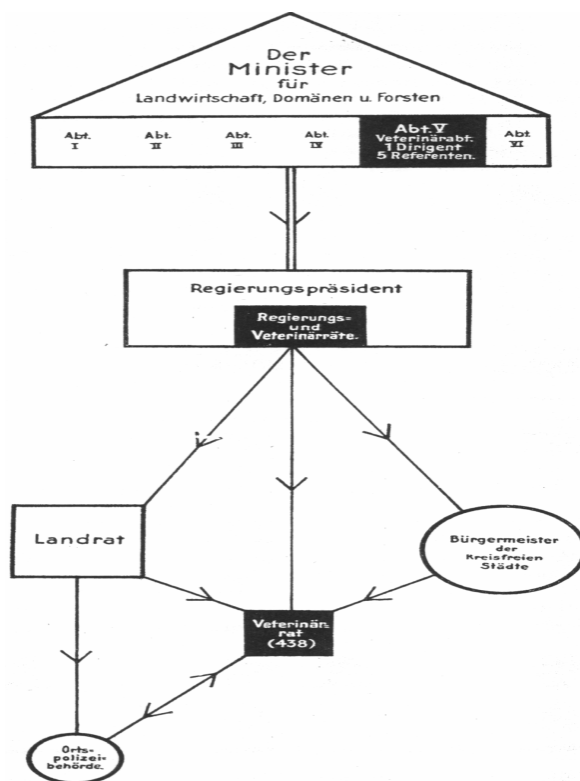 Der
Minister
für
Landwirtschaft, Domänen u. Forsten
Abt.
I
Abt.
II
Abt.
III
Abt.
IV
Abt. V
Veterinärabt.
1 Dirigent
5 Referenten.
Abt.
VI
Regierungspräsident
Regierungs=
und
Veterinärräte.
Landrat
Bürgermeister
der
Kreisfreien
Städte
Veterinär-
rat
(438)
Orts-
polizei
behörde.